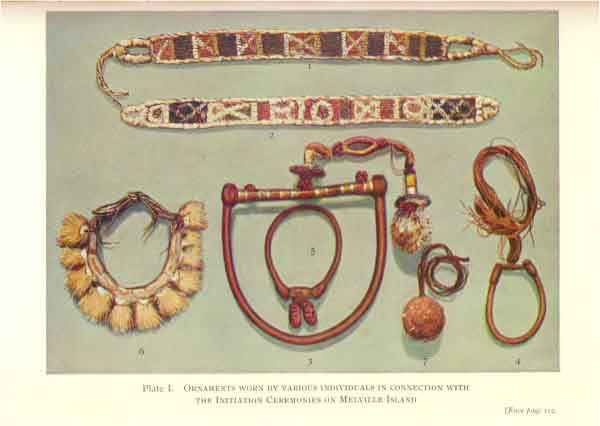 1
2
5
6
3
7
4
Plate I. Ornaments worn by various individuals in connection with
the Initiation Ceremonies on Melville Island
[Face page 112.